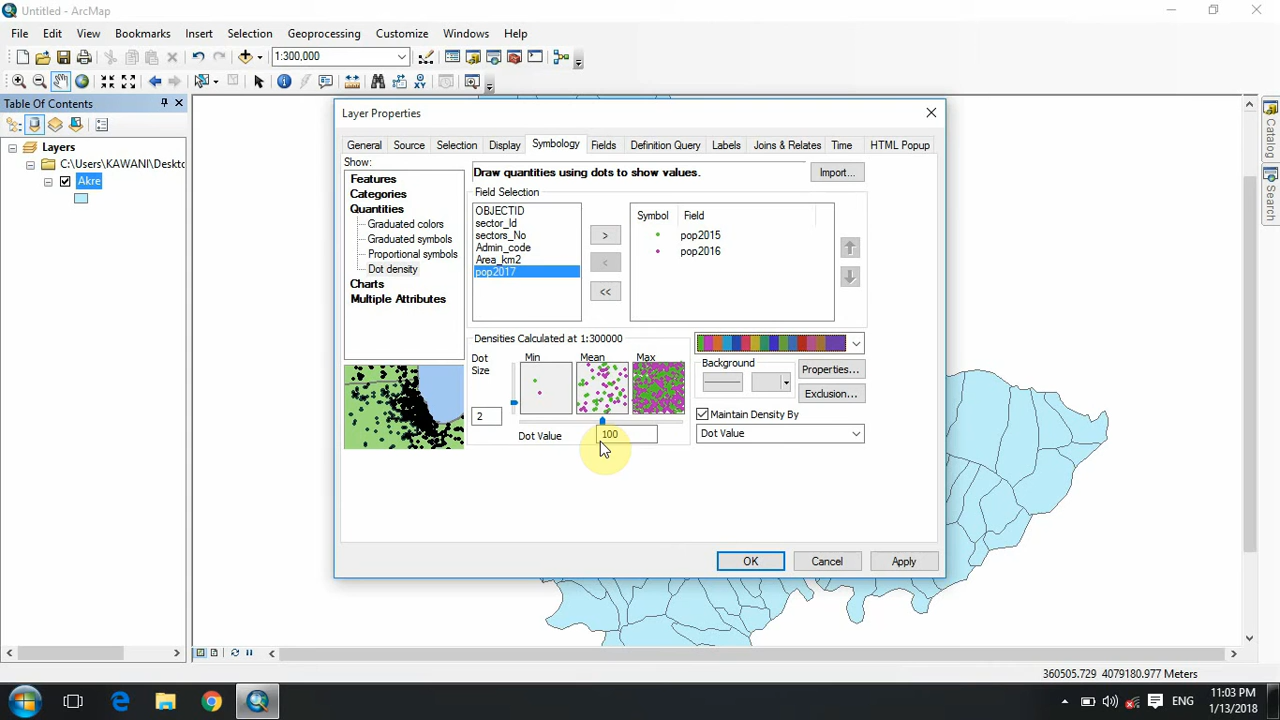 Untitled - ArcMap
File Edit View Bookmarks Insert Selection Geoprocessing Customize Windows Help
1:300,000
Table Of Contents
Layers
C:\Users\KAWANI\Deskto
Akre
Layer Properties
General Source Selection Display Symbology Fields Definition Query Labels Joins & Relates Time HTML Popup
Show:
Features
Categories
Quantities
Graduated colors
Graduated symbols
Proportional symbols
Dot density
Charts
Multiple Attributes
Draw quantities using dots to show values.
Import...
Field Selection
OBJECTID
sector_Id
sectors_No
Admin_code
Area_km2
pop2017
>
<
<<
Symbol Field
pop2015
pop2016
Densities Calculated at 1:300000
Dot Size
Min Mean Max
2
Dot Value 100
Background
Properties...
Exclusion...
Maintain Density By
Dot Value
OK Cancel Apply
Catalog
Search
360505.729 4079180.977 Meters
ENG
11:03 PM
1/13/2018